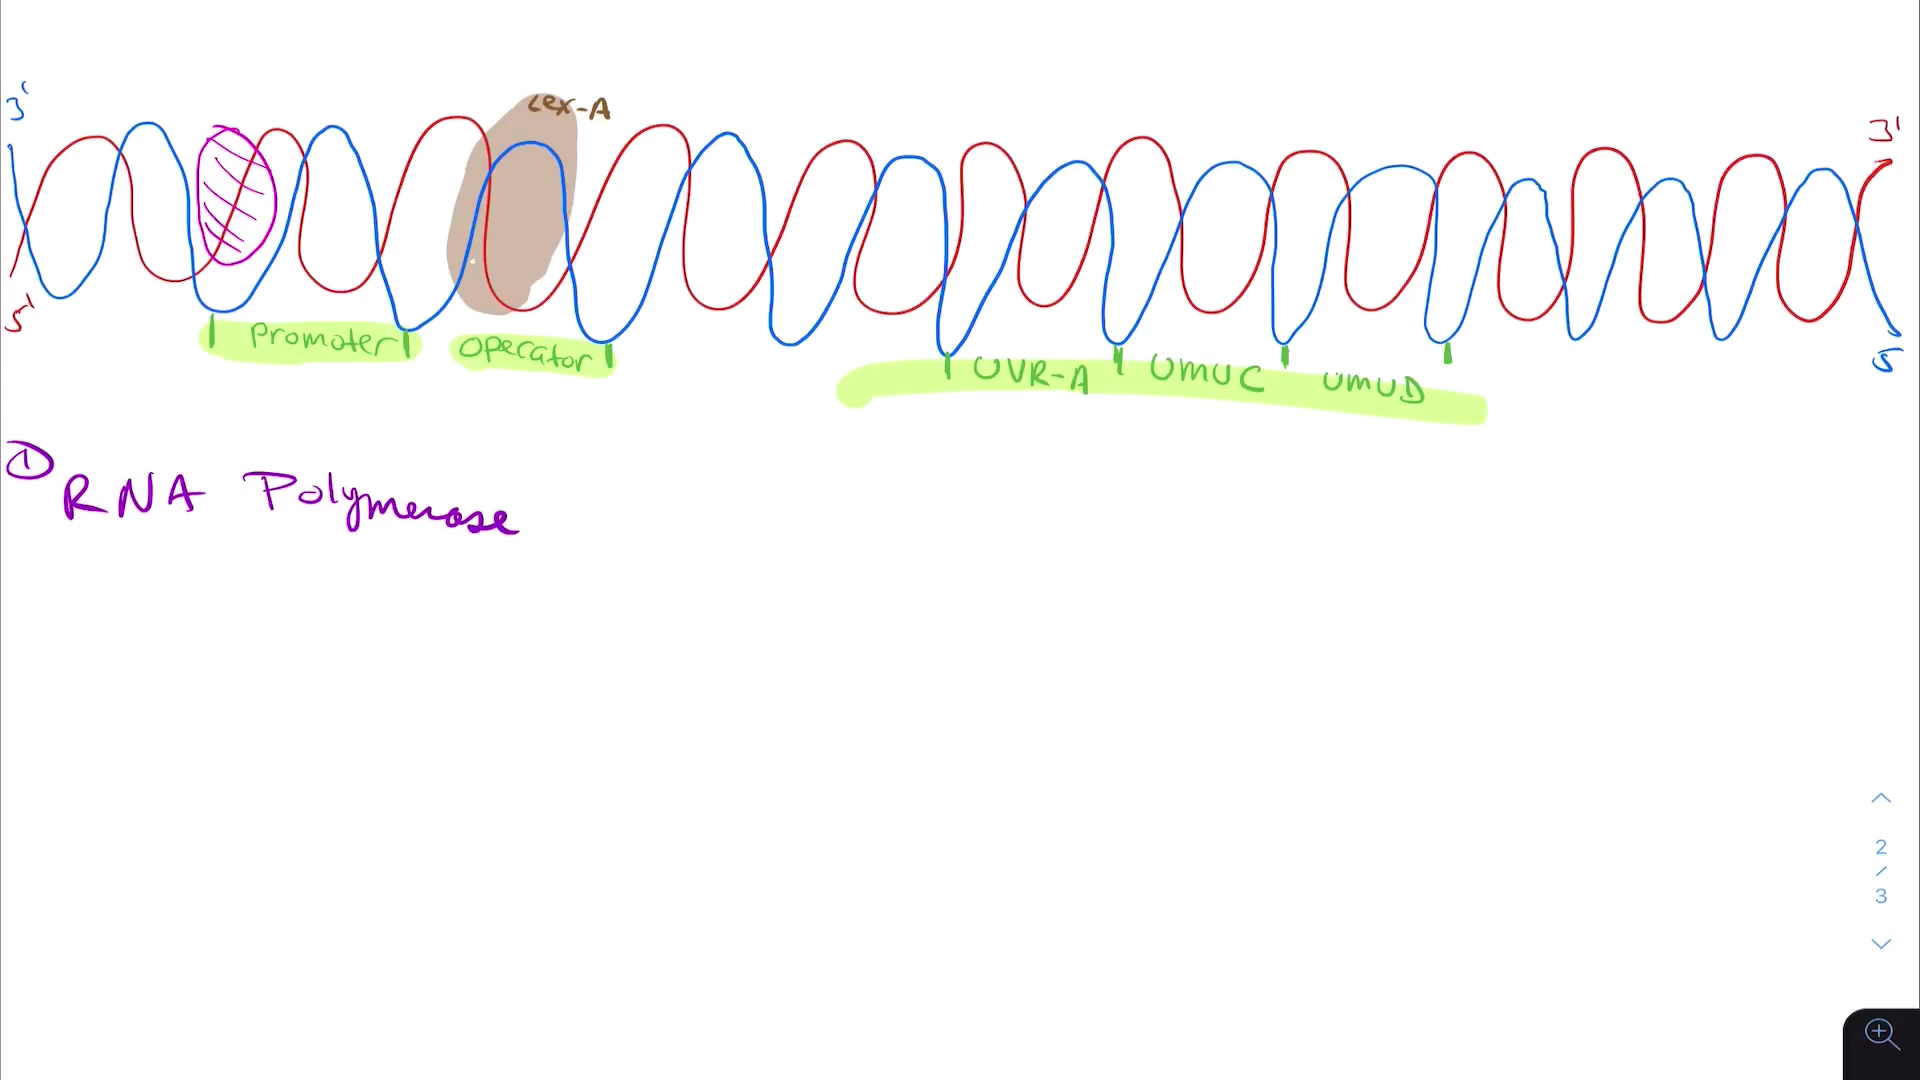 3'
Lex-A
3'
5'
Promoter
operator
UVR-A UmUC UmUD
5
① RNA Polymerase
2
/
3